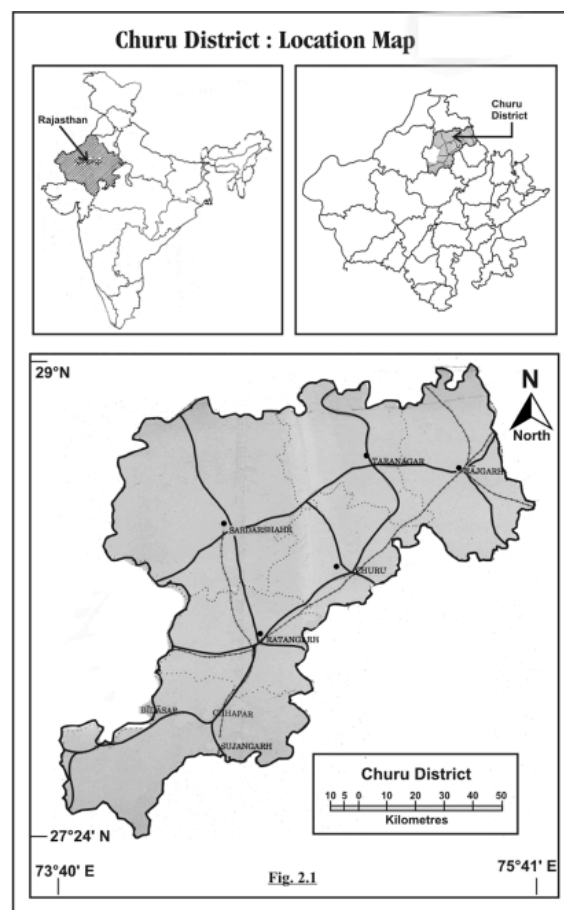 Churu District : Location Map
Rajasthan
Churu
District
29°N
N
North
TARANAGAR
RAJGARH
SARDARSHAHR
CHURU
RATANGARH
BIDASAR
CHHAPAR
SUJANGARH
Churu District
10 5 0 10 20 30 40 50
Kilometres
27°24' N
73°40' E
Fig. 2.1
75°41' E